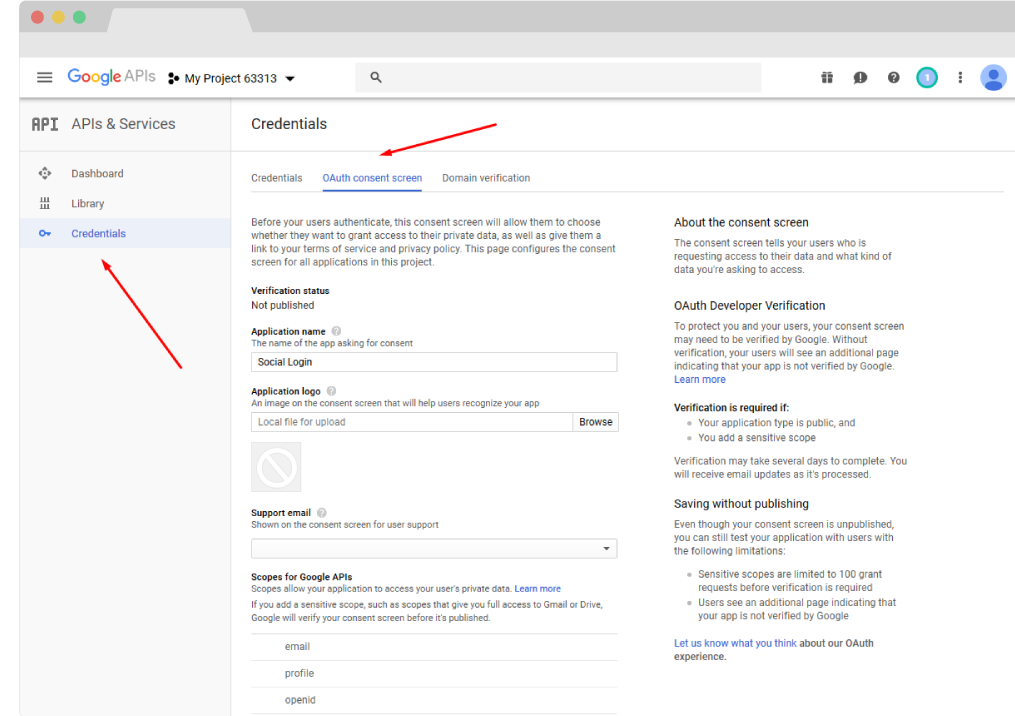 Google APIs My Project 63313 1
API APIs & Services
Dashboard
Library
Credentials
Credentials
Credentials OAuth consent screen Domain verification
Before your users authenticate, this consent screen will allow them to choose
whether they want to grant access to their private data, as well as give them a
link to your terms of service and privacy policy. This page configures the consent
screen for all applications in this project.
Verification status
Not published
Application name ?
The name of the app asking for consent
Social Login
Application logo ?
An image on the consent screen that will help users recognize your app
Local file for upload Browse
Support email ?
Shown on the consent screen for user support
Scopes for Google APIs
Scopes allow your application to access your user's private data. Learn more
If you add a sensitive scope, such as scopes that give you full access to Gmail or Drive,
Google will verify your consent screen before it's published.
email
profile
openid
About the consent screen
The consent screen tells your users who is
requesting access to their data and what kind of
data you're asking to access.
OAuth Developer Verification
To protect you and your users, your consent screen
may need to be verified by Google. Without
verification, your users will see an additional page
indicating that your app is not verified by Google.
Learn more
Verification is required if:
Your application type is public, and
You add a sensitive scope
Verification may take several days to complete. You
will receive email updates as it's processed.
Saving without publishing
Even though your consent screen is unpublished,
you can still test your application with users with
the following limitations:
Sensitive scopes are limited to 100 grant
requests before verification is required
Users see an additional page indicating that
your app is not verified by Google
Let us know what you think about our OAuth
experience.